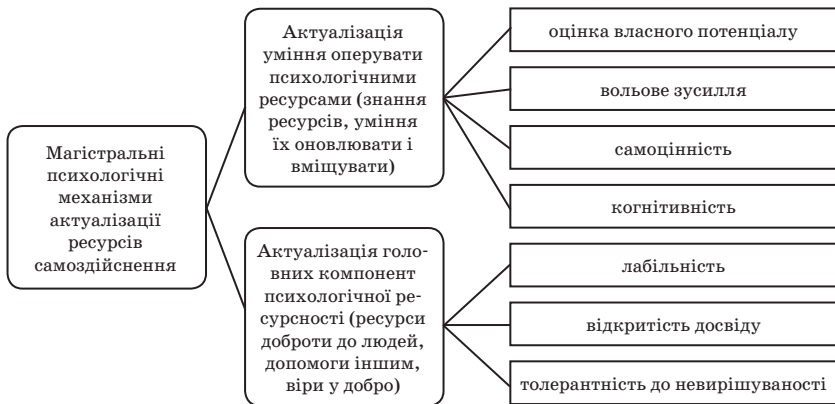 Магістральні
психологічні
механізми
актуалізації
ресурсів
самоздійснення
Актуалізація
уміння оперувати
психологічними
ресурсами (знання
ресурсів, уміння
їх оновлювати і
вміщувати)
оцінка власного потенціалу
вольове зусилля
самоцінність
когнітивність
Актуалізація голо-
вних компонент
психологічної ре-
сурсності (ресурси
доброти до людей,
допомоги іншим,
віри у добро)
лабільність
відкритість досвіду
толерантність до невирішуваності